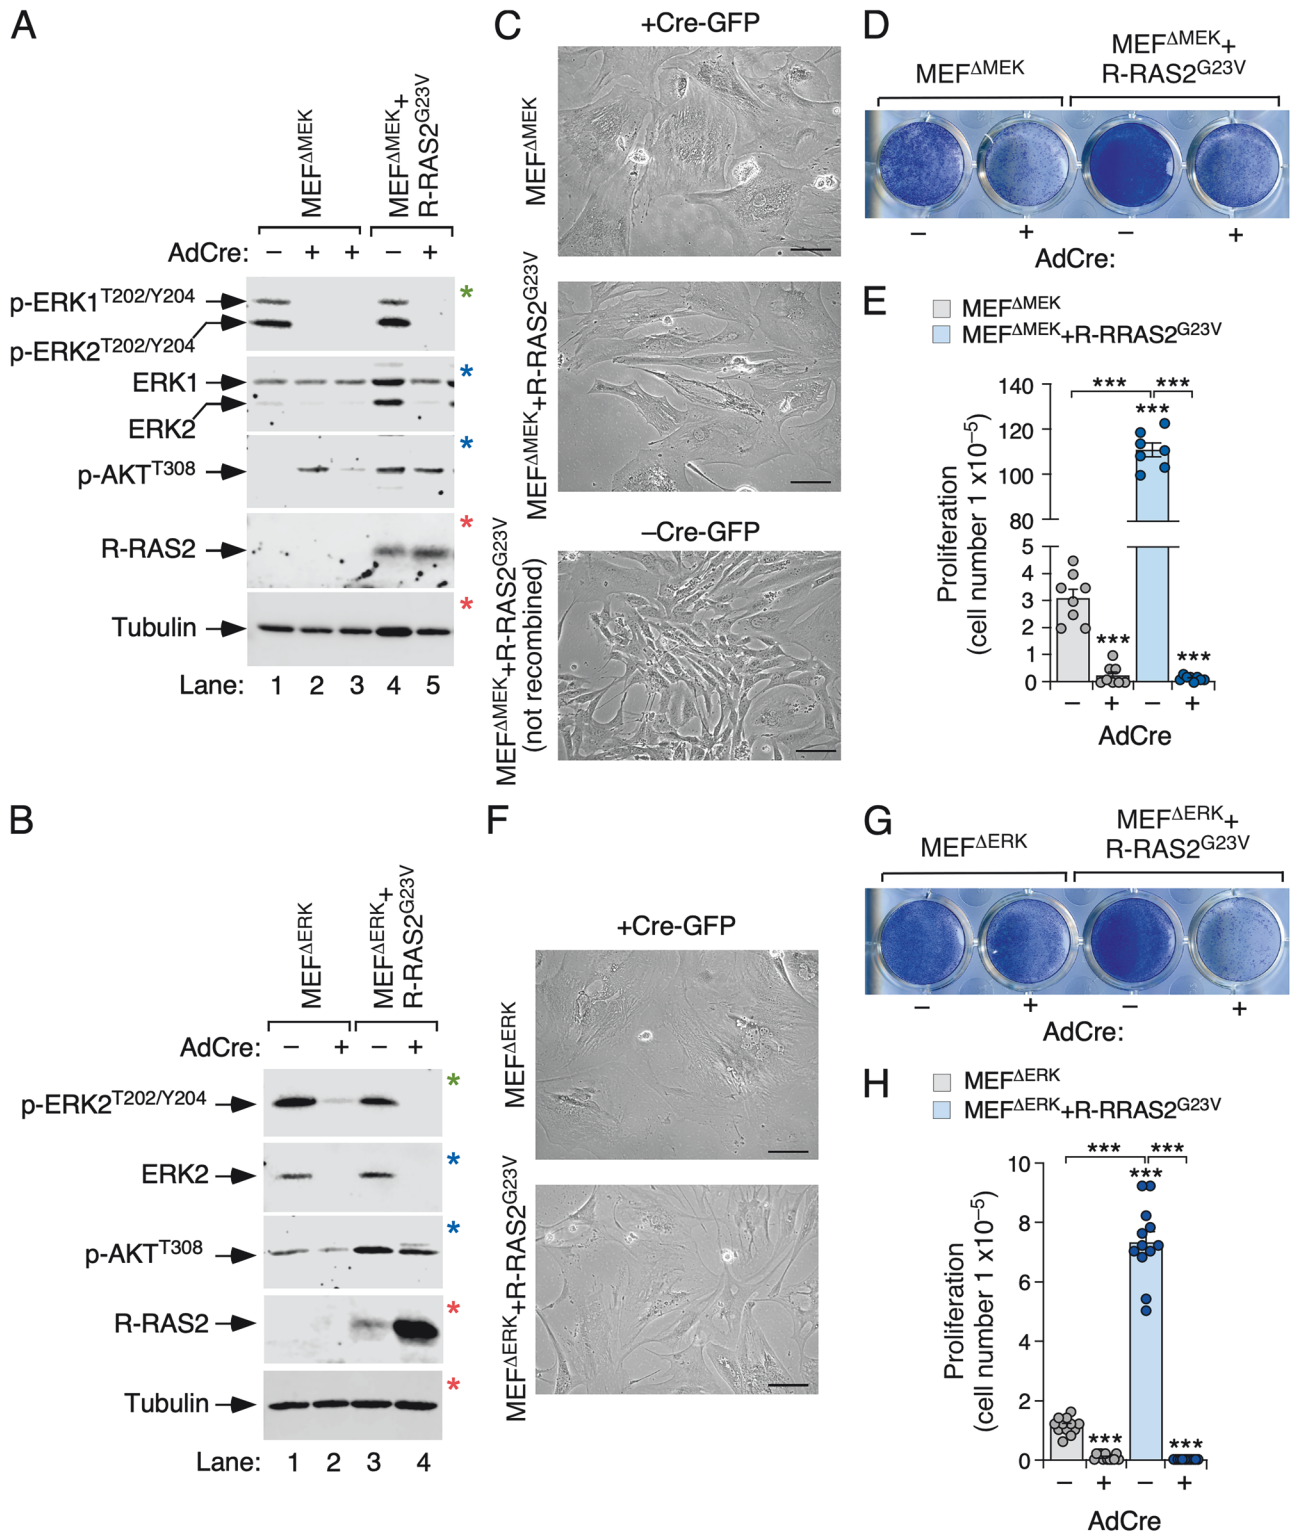 A
MEF^ΔMEK
MEF^ΔMEK+
R-RAS2^G23V
AdCre: – + + – +
p-ERK1^T202/Y204
*
p-ERK2^T202/Y204
ERK1
*
ERK2
*
p-AKT^T308
R-RAS2
*
Tubulin
*
Lane: 1 2 3 4 5
B
MEF^ΔERK
MEF^ΔERK+
R-RAS2^G23V
AdCre: – + – +
p-ERK2^T202/Y204
*
ERK2
*
p-AKT^T308
*
R-RAS2
*
Tubulin
*
Lane: 1 2 3 4
C
+Cre-GFP
MEF^ΔMEK
MEF^ΔMEK+R-RAS2^G23V
–Cre-GFP
MEF^ΔMEK+R-RAS2^G23V
(not recombined)
D
MEF^ΔMEK
MEF^ΔMEK+
R-RAS2^G23V
– + – +
AdCre:
E
MEF^ΔMEK
MEF^ΔMEK+R-RRAS2^G23V
Proliferation
(cell number 1 x10^–5)
140
120
100
80
5
4
3
2
1
0
*** ***
***
***
***
– + – +
AdCre
F
+Cre-GFP
MEF^ΔERK
MEF^ΔERK+R-RAS2^G23V
G
MEF^ΔERK
MEF^ΔERK+
R-RAS2^G23V
– + – +
AdCre:
H
MEF^ΔERK
MEF^ΔERK+R-RRAS2^G23V
Proliferation
(cell number 1 x10^–5)
10
8
6
4
2
0
*** ***
***
***
***
– + – +
AdCre